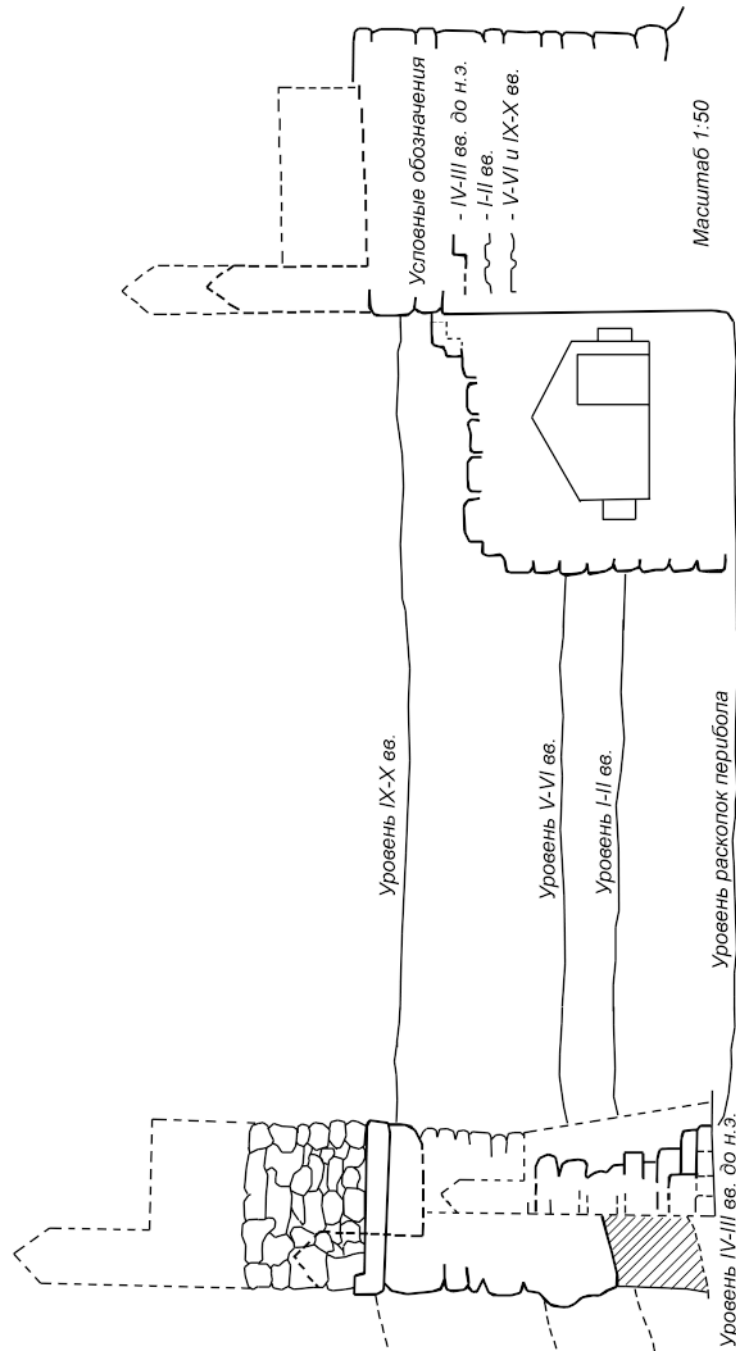 Условные обозначения
- IV-III вв. до н.э.
- I-II вв.
- V-VI и IX-X вв.
Масштаб 1:50
Уровень IX-X вв.
Уровень V-VI вв.
Уровень I-II вв.
Уровень раскопок перибола
Уровень IV-III вв. до н.э.